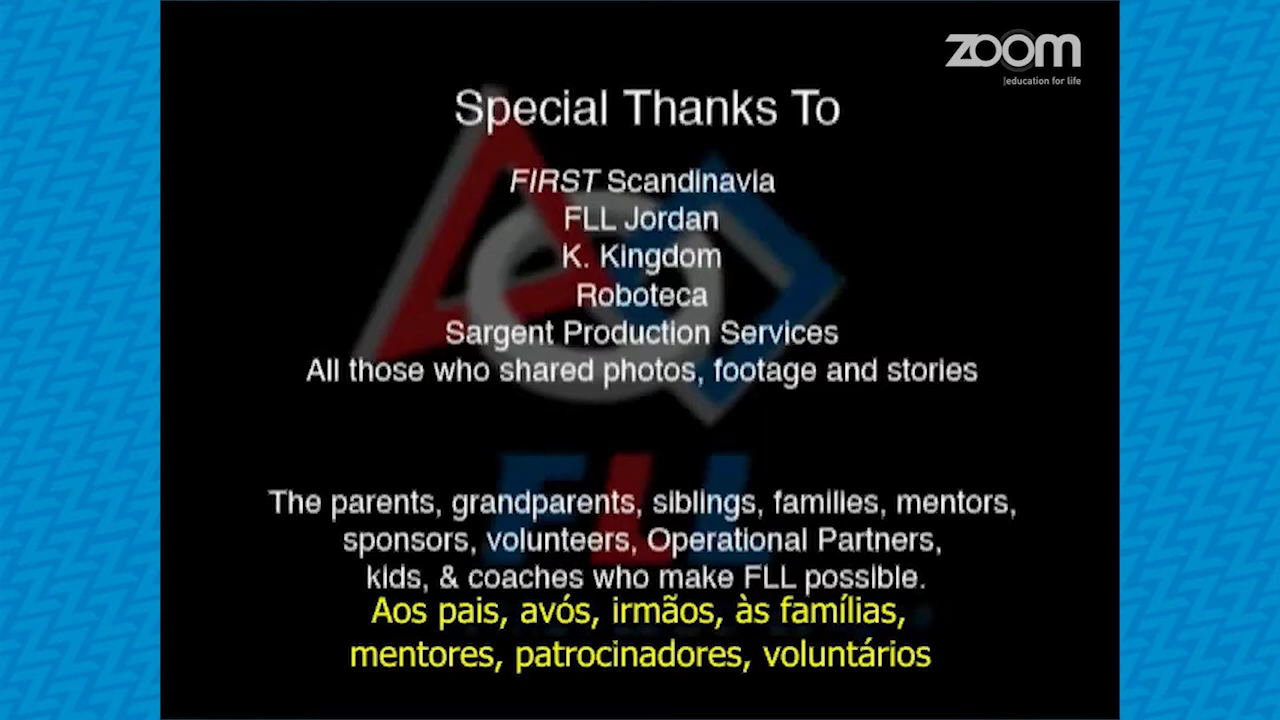 ZOOM
education for life
Special Thanks To
FIRST Scandinavia
FLL Jordan
K. Kingdom
Roboteca
Sargent Production Services
All those who shared photos, footage and stories
The parents, grandparents, siblings, families, mentors,
sponsors, volunteers, Operational Partners,
kids, & coaches who make FLL possible.
FLL
Aos pais, avós, irmãos, às famílias,
mentores, patrocinadores, voluntários